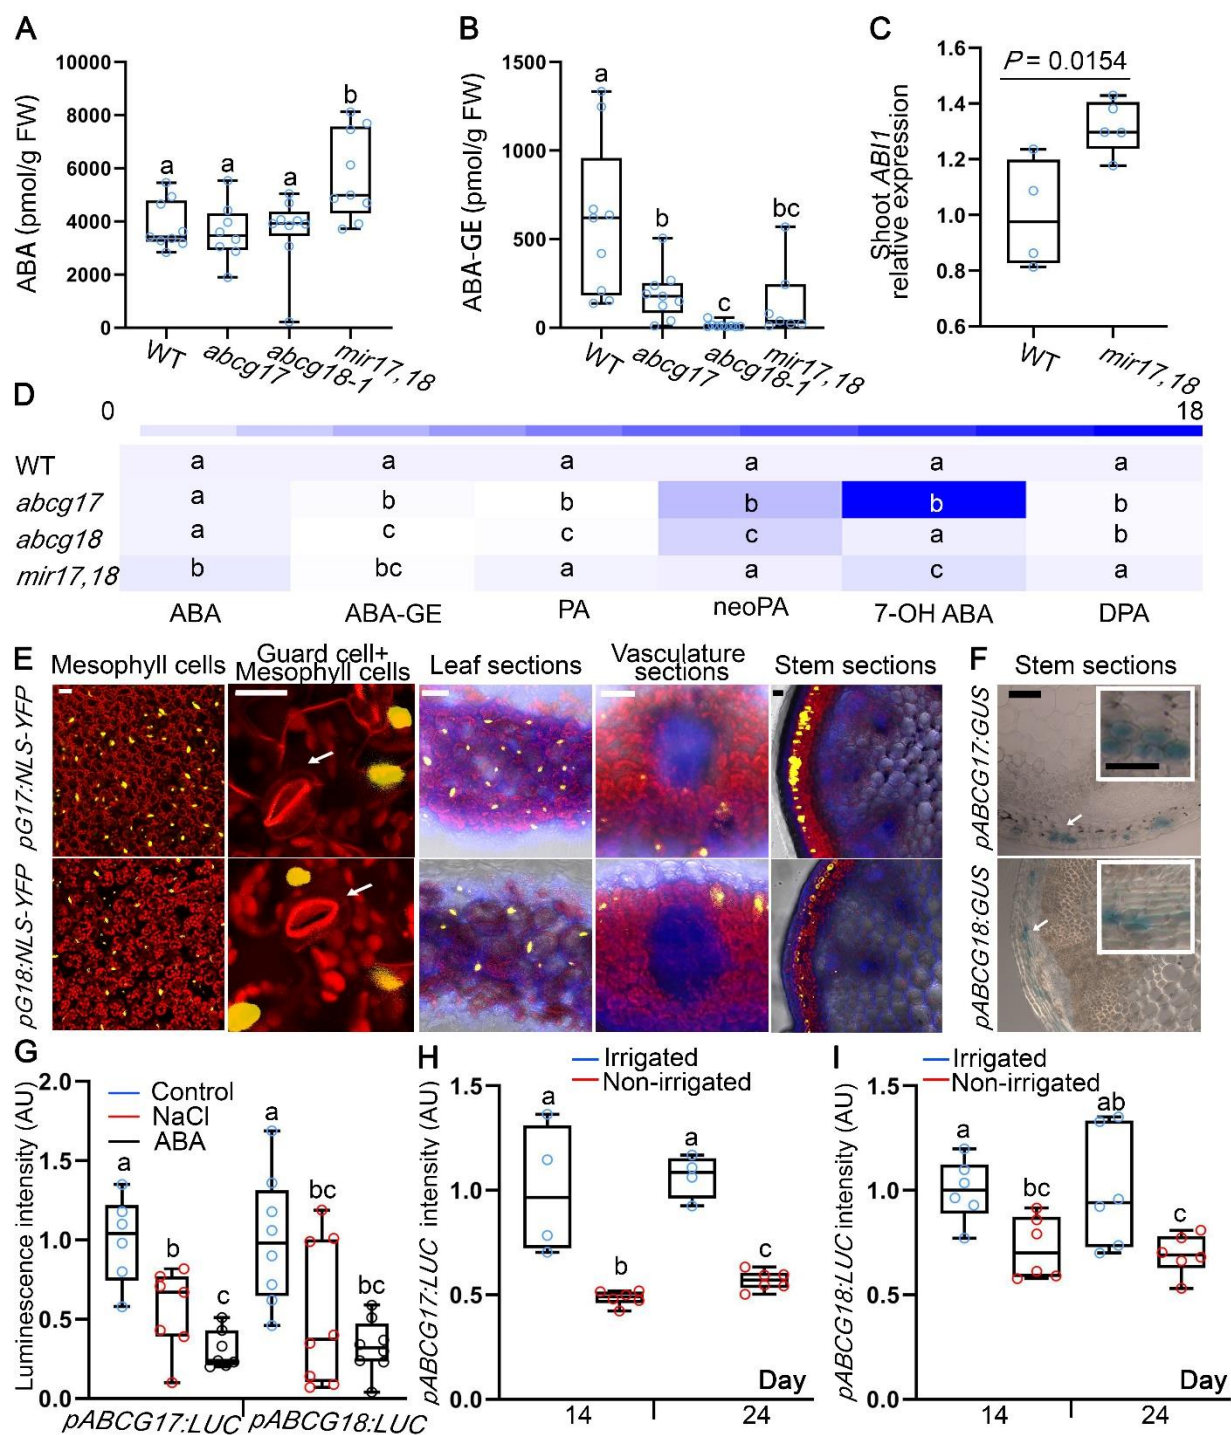 A
B
C
10000
8000
6000
4000
2000
0
ABA (pmol/g FW)
a
a
a
b
WT
abcg17
abcg18-1
mir17,18
1500
1000
500
0
ABA-GE (pmol/g FW)
a
b
c
bc
WT
abcg17
abcg18-1
mir17,18
P = 0.0154
1.6
1.4
1.2
1.0
0.8
0.6
Shoot ABI1
relative expression
WT
mir17,18
D
0
18
WT a a a a a a
abcg17 a b b b b b
abcg18 a c c c a b
mir17,18 b bc a a c a
ABA ABA-GE PA neoPA 7-OH ABA DPA
E
Mesophyll cells
Guard cell+
Mesophyll cells
Leaf sections
Vasculature
sections
Stem sections
pG17:NLS-YFP
pG18:NLS-YFP
F
Stem sections
pABCG17:GUS
pABCG18:GUS
G
2.0
1.5
1.0
0.5
0.0
Luminescence intensity (AU)
Control
NaCl
ABA
a
b
c
a
bc
bc
pABCG17:LUC
pABCG18:LUC
H
Irrigated
Non-irrigated
1.5
1.0
0.5
0.0
pABCG17:LUC intensity (AU)
a
b
a
c
Day
14
24
I
Irrigated
Non-irrigated
1.5
1.0
0.5
0.0
pABCG18:LUC intensity (AU)
a
bc
ab
c
Day
14
24